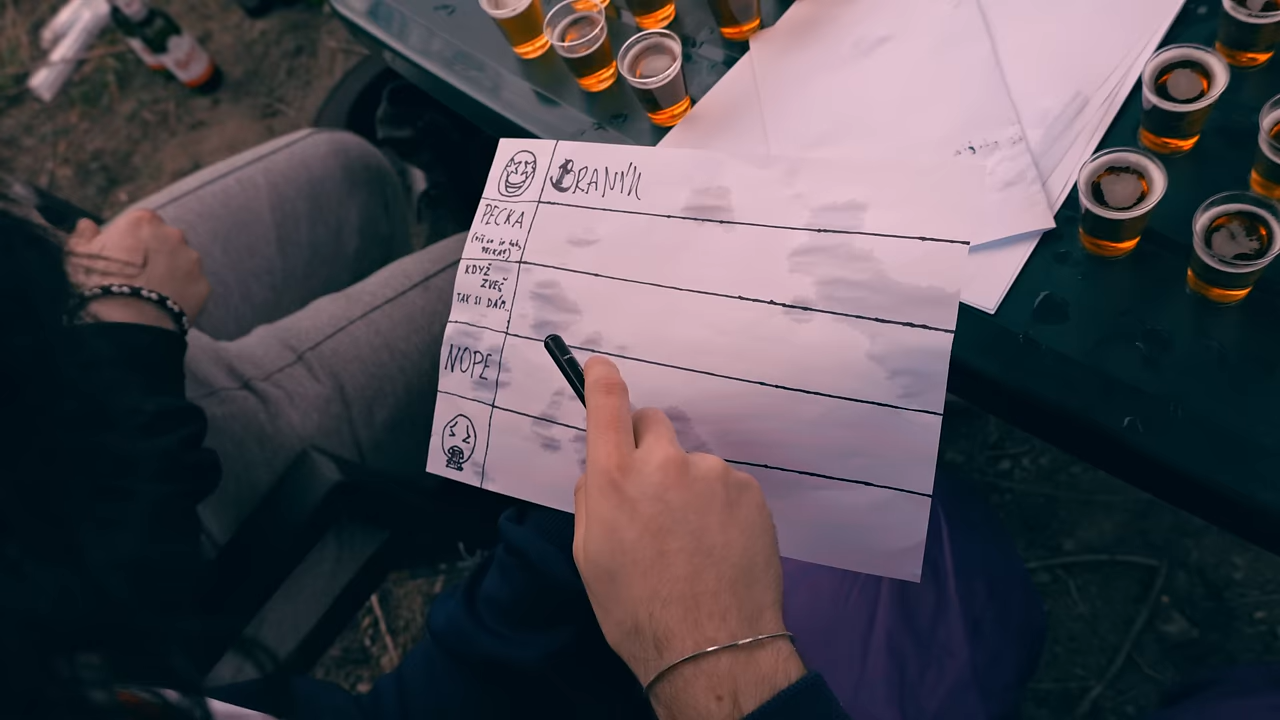 BRANÍK
PECKA
KDYŽ
ZVEŠ
TAK SI DÁM.
NOPE